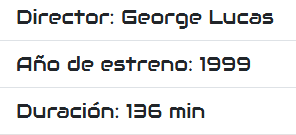 Director: George Lucas
Año de estreno: 1999
Duración: 136 min